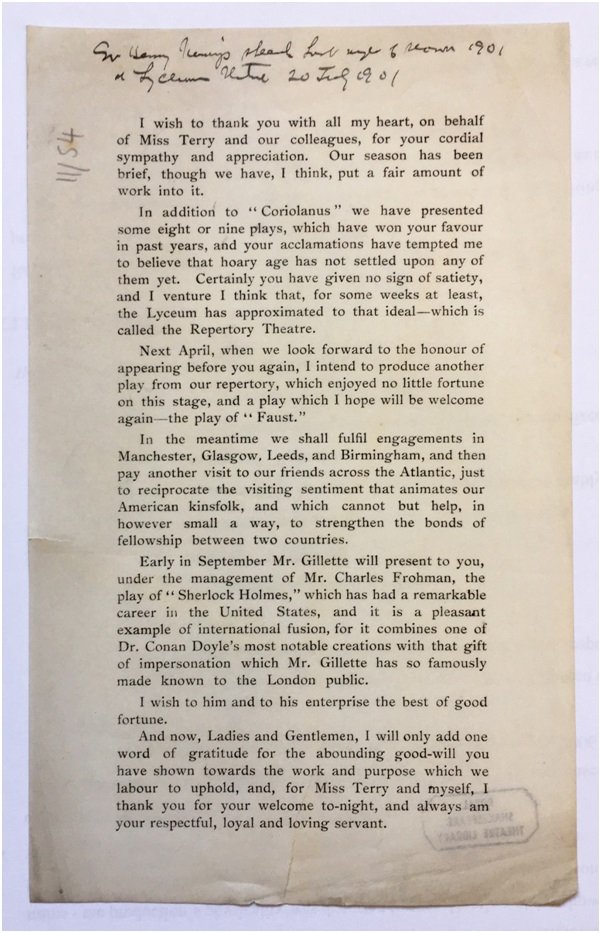 Sir Henry Irving's speech last night of season 1901
at Lyceum Theatre 20 July 1901
11/54
I wish to thank you with all my heart, on behalf
of Miss Terry and our colleagues, for your cordial
sympathy and appreciation. Our season has been
brief, though we have, I think, put a fair amount of
work into it.
In addition to "Coriolanus" we have presented
some eight or nine plays, which have won your favour
in past years, and your acclamations have tempted me
to believe that hoary age has not settled upon any of
them yet. Certainly you have given no sign of satiety,
and I venture I think that, for some weeks at least,
the Lyceum has approximated to that ideal—which is
called the Repertory Theatre.
Next April, when we look forward to the honour of
appearing before you again, I intend to produce another
play from our repertory, which enjoyed no little fortune
on this stage, and a play which I hope will be welcome
again—the play of "Faust."
In the meantime we shall fulfil engagements in
Manchester, Glasgow, Leeds, and Birmingham, and then
pay another visit to our friends across the Atlantic, just
to reciprocate the visiting sentiment that animates our
American kinsfolk, and which cannot but help, in
however small a way, to strengthen the bonds of
fellowship between two countries.
Early in September Mr. Gillette will present to you,
under the management of Mr. Charles Frohman, the
play of "Sherlock Holmes," which has had a remarkable
career in the United States, and it is a pleasant
example of international fusion, for it combines one of
Dr. Conan Doyle's most notable creations with that gift
of impersonation which Mr. Gillette has so famously
made known to the London public.
I wish to him and to his enterprise the best of good
fortune.
And now, Ladies and Gentlemen, I will only add one
word of gratitude for the abounding good-will you
have shown towards the work and purpose which we
labour to uphold, and, for Miss Terry and myself, I
thank you for your welcome to-night, and always am
your respectful, loyal and loving servant.
SHAKESPEARE
THEATRE LIBRARY